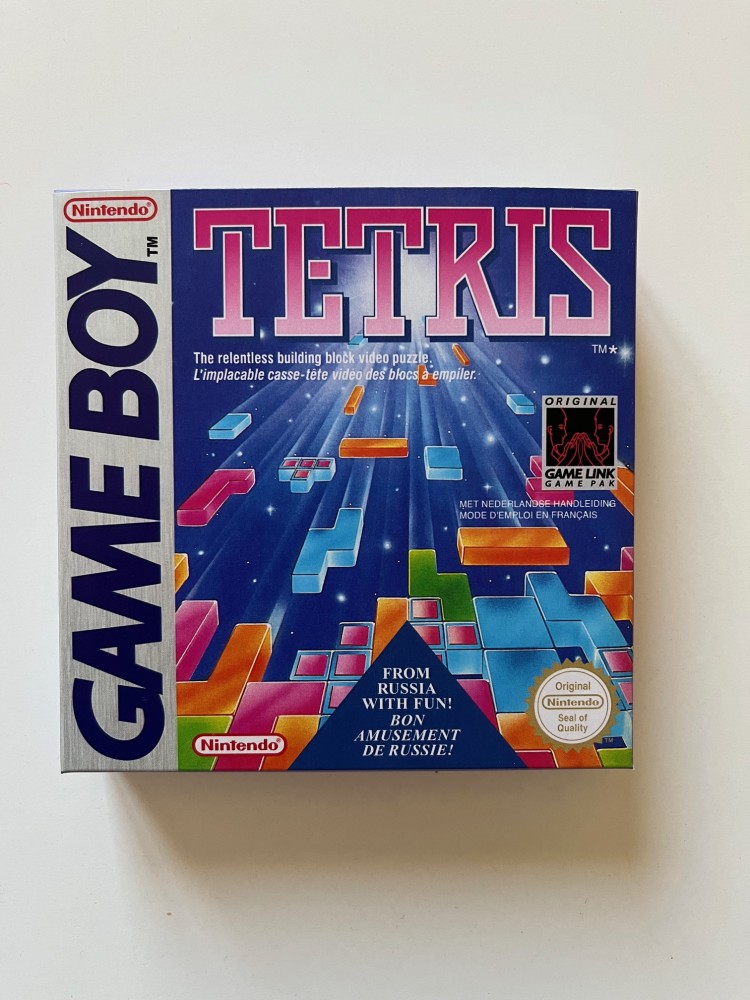 Nintendo®
GAME BOY™
TETRIS
TM*
The relentless building block video puzzle.
L'implacable casse-tête vidéo des blocs à empiler.
ORIGINAL
GAME LINK
GAME PAK
MET NEDERLANDSE HANDLEIDING
MODE D'EMPLOI EN FRANÇAIS
FROM
RUSSIA
WITH FUN!
BON
AMUSEMENT
DE RUSSIE!
Nintendo®
Original
Nintendo
Seal of
Quality
TM